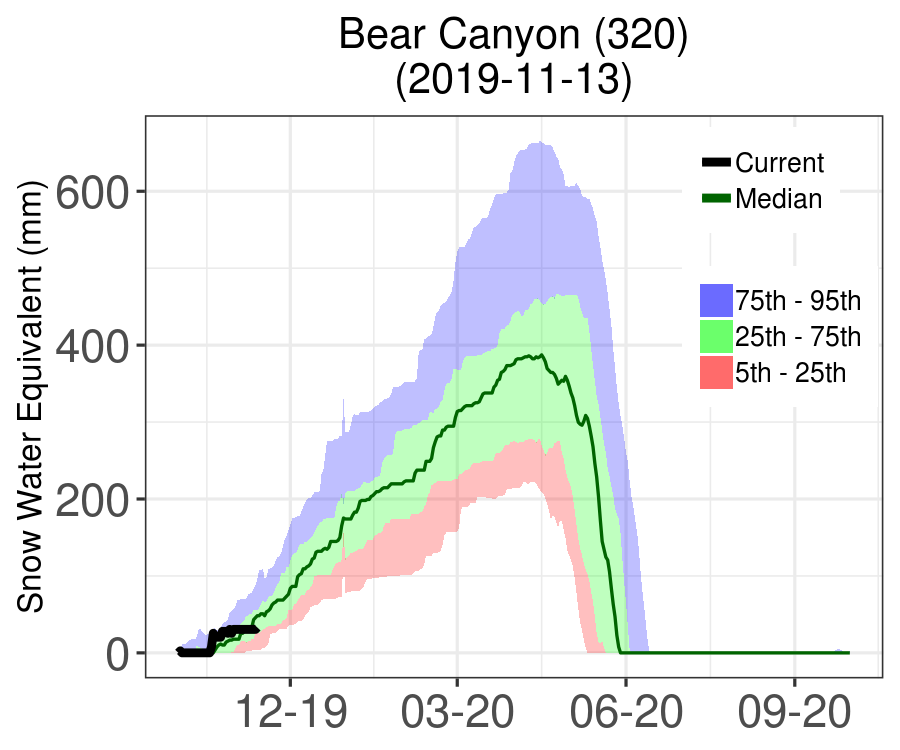 Bear Canyon (320)
(2019-11-13)
Snow Water Equivalent (mm)
600
400
200
0
12-19
03-20
06-20
09-20
Current
Median
75th - 95th
25th - 75th
5th - 25th